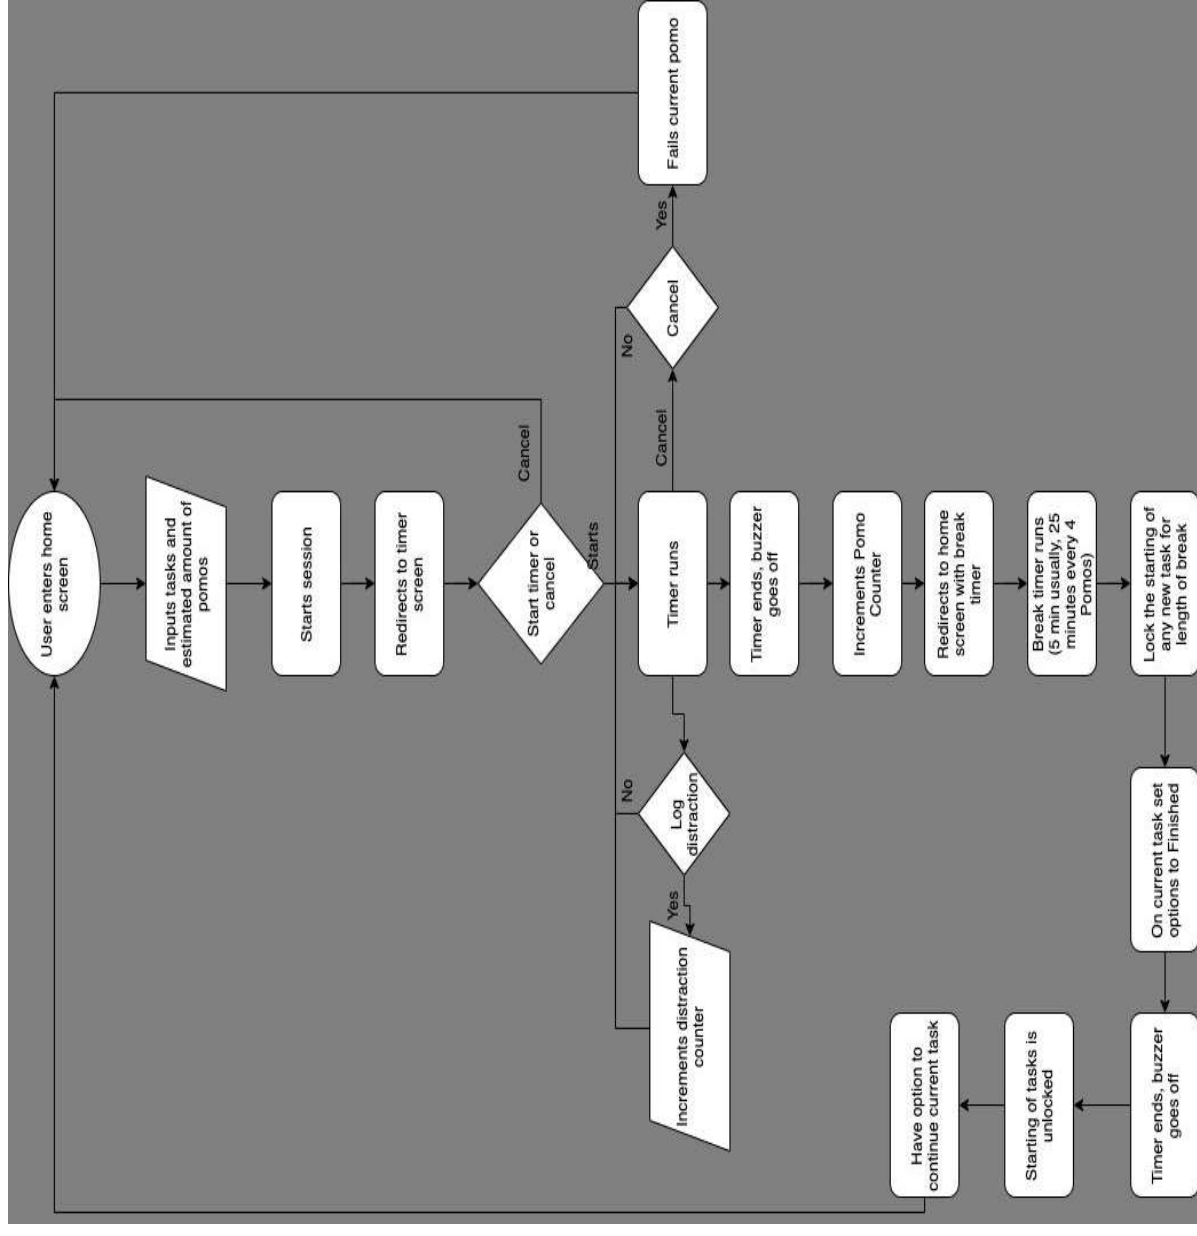 User enters home
screen
Inputs tasks and
estimated amount of
pomos
Starts session
Redirects to timer
screen
Start timer or
cancel
Cancel
Starts
Timer runs
Cancel
Cancel
No
Yes
Fails current pomo
Log
distraction
No
Yes
Increments distraction
counter
Timer ends, buzzer
goes off
Increments Pomo
Counter
Redirects to home
screen with break
timer
Break timer runs
(5 min usually, 25
minutes every 4
Pomos)
Lock the starting of
any new task for
length of break
On current task set
options to Finished
Timer ends, buzzer
goes off
Starting of tasks is
unlocked
Have option to
continue current task